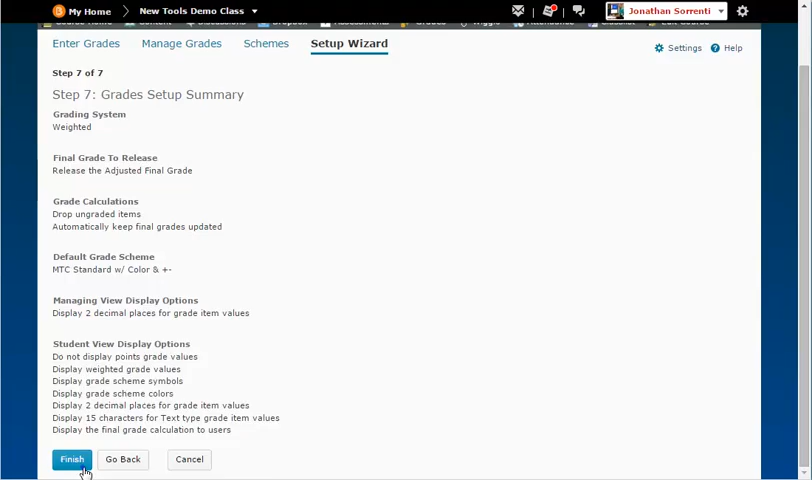 My Home
New Tools Demo Class
Jonathan Sorrenti
Enter Grades
Manage Grades
Schemes
Setup Wizard
Settings
Help
Step 7 of 7
Step 7: Grades Setup Summary
Grading System
Weighted
Final Grade To Release
Release the Adjusted Final Grade
Grade Calculations
Drop ungraded items
Automatically keep final grades updated
Default Grade Scheme
MTC Standard w/ Color & +-
Managing View Display Options
Display 2 decimal places for grade item values
Student View Display Options
Do not display points grade values
Display weighted grade values
Display grade scheme symbols
Display grade scheme colors
Display 2 decimal places for grade item values
Display 15 characters for Text type grade item values
Display the final grade calculation to users
Finish
Go Back
Cancel